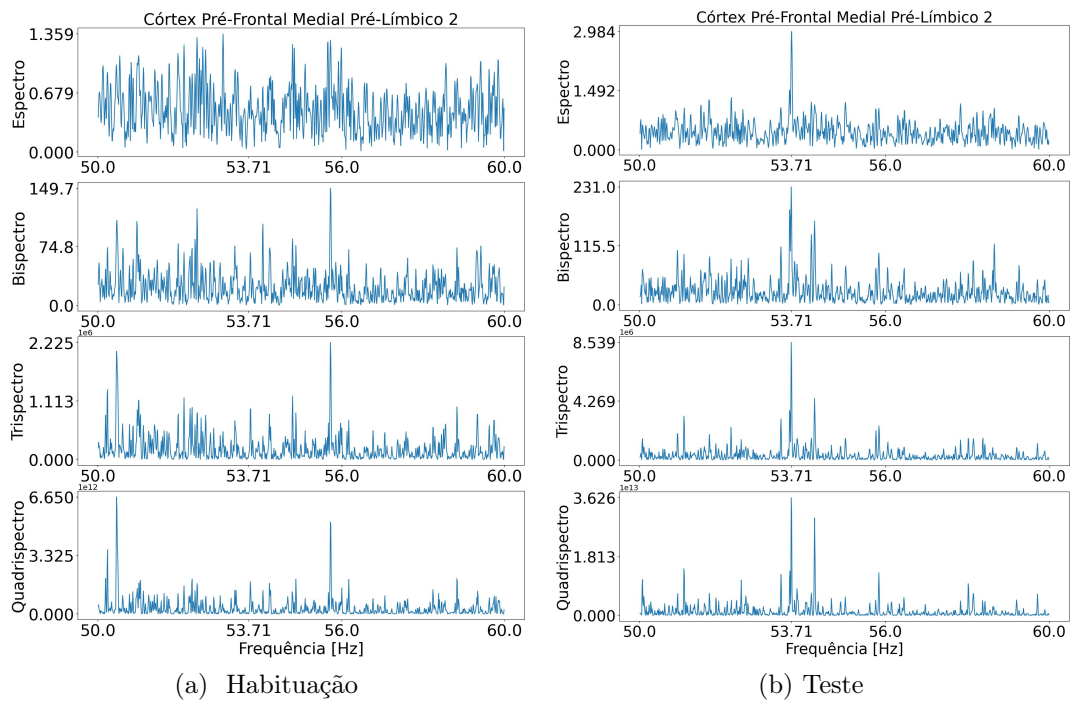 Córtex Pré-Frontal Medial Pré-Límbico 2
1.359
0.679
0.000
Espectro
50.0 53.71 56.0 60.0
149.7
74.8
0.0
Bispectro
50.0 53.71 56.0 60.0
1e6
2.225
1.113
0.000
Trispectro
50.0 53.71 56.0 60.0
1e12
6.650
3.325
0.000
Quadrispectro
50.0 53.71 56.0 60.0
Frequência [Hz]
(a) Habituação
Córtex Pré-Frontal Medial Pré-Límbico 2
2.984
1.492
0.000
Espectro
50.0 53.71 56.0 60.0
231.0
115.5
0.0
Bispectro
50.0 53.71 56.0 60.0
1e6
8.539
4.269
0.000
Trispectro
50.0 53.71 56.0 60.0
1e13
3.626
1.813
0.000
Quadrispectro
50.0 53.71 56.0 60.0
Frequência [Hz]
(b) Teste